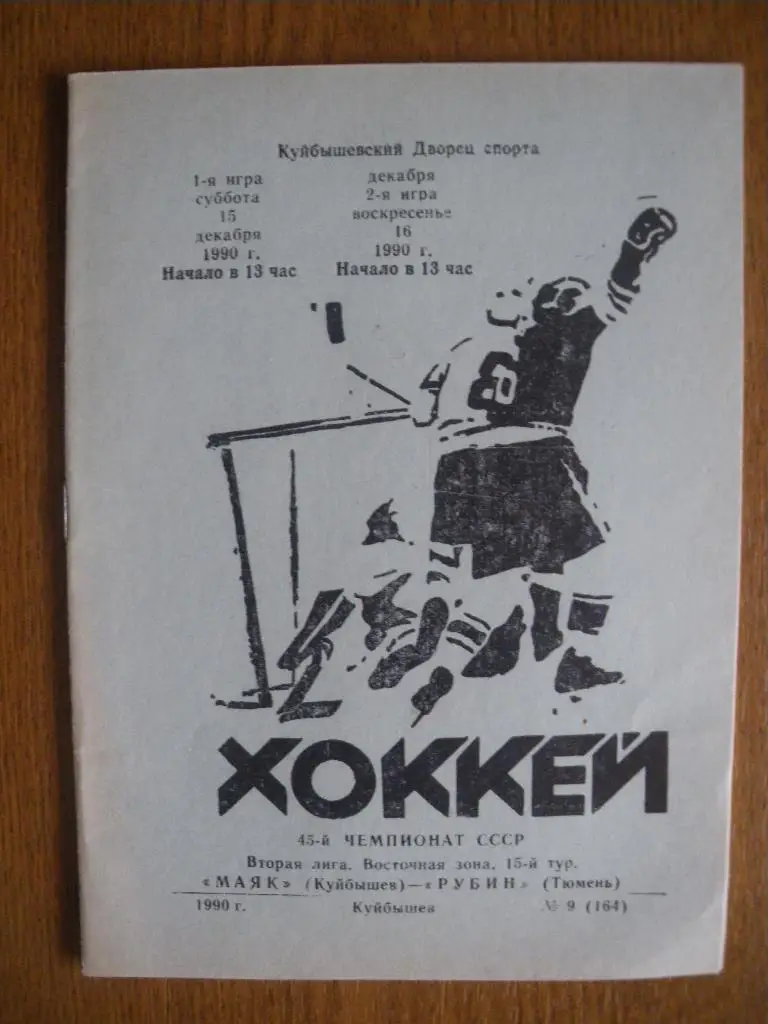 Куйбышевский Дворец спорта
1-я игра
суббота
15
декабря
1990 г.
Начало в 13 час
декабря
2-я игра
воскресенье
16
1990 г.
Начало в 13 час
8
ХОККЕЙ
45-й ЧЕМПИОНАТ СССР
Вторая лига. Восточная зона. 15-й тур.
«МАЯК» (Куйбышев)—«РУБИН» (Тюмень)
1990 г. Куйбышев № 9 (164)